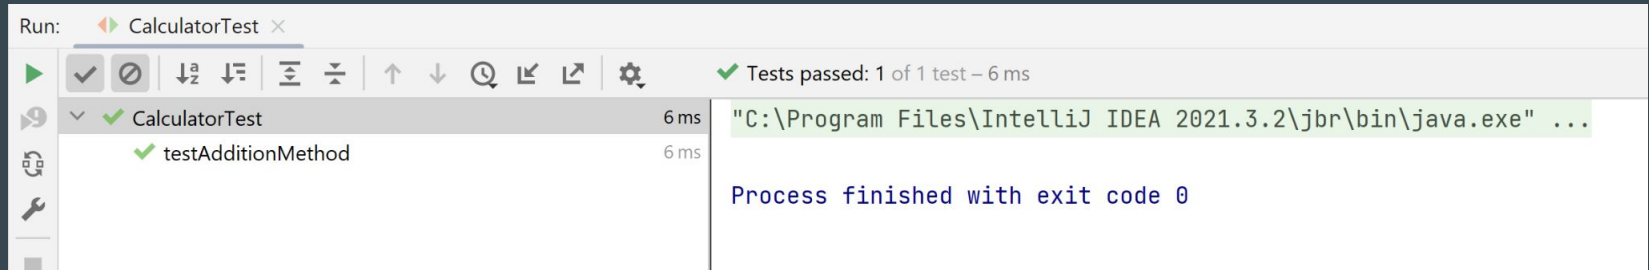 Run: CalculatorTest
Tests passed: 1 of 1 test – 6 ms
CalculatorTest 6 ms
testAdditionMethod 6 ms
"C:\Program Files\IntelliJ IDEA 2021.3.2\jbr\bin\java.exe" ...
Process finished with exit code 0